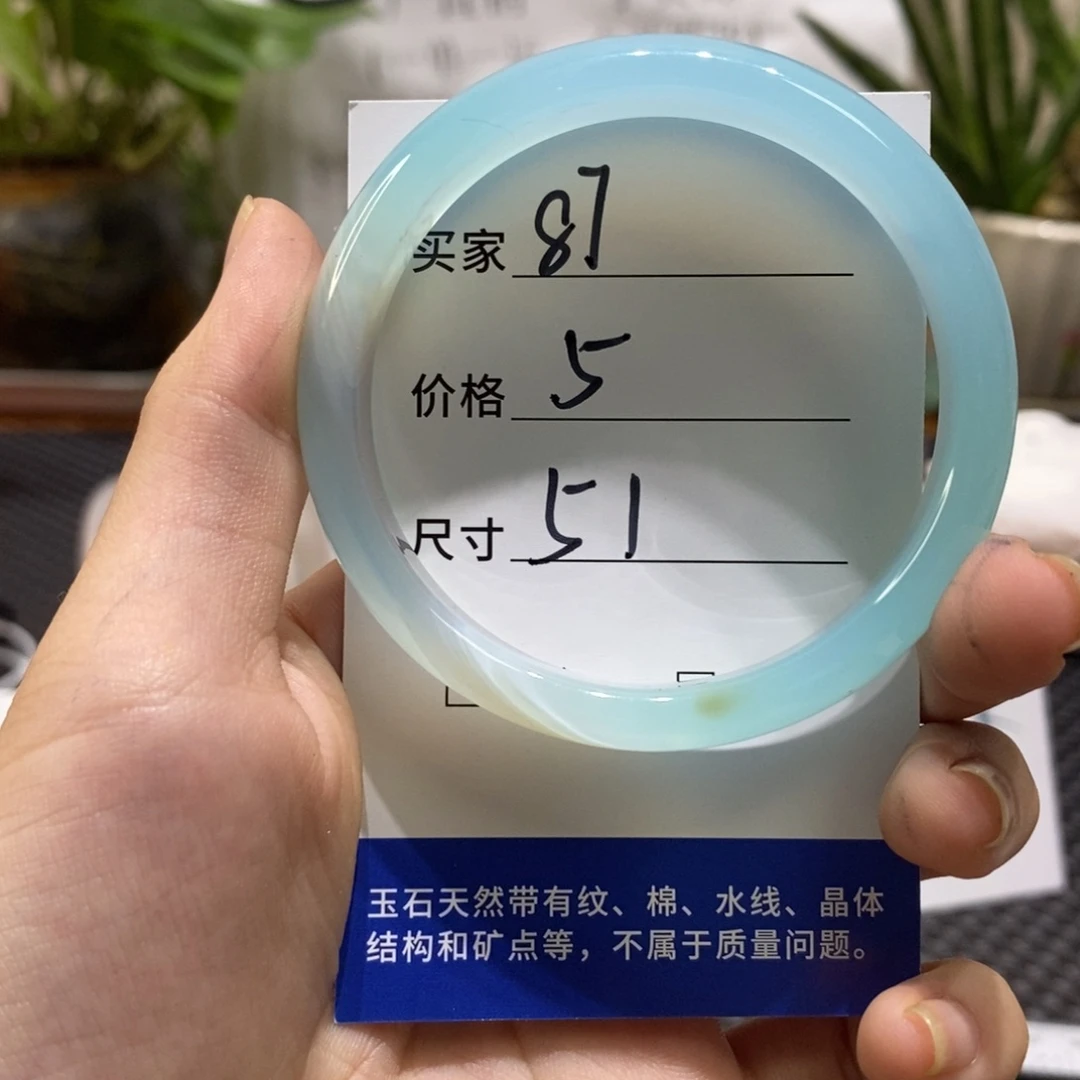 买家 87
价格 5
尺寸 51
玉石天然带有纹、棉、水线、晶体
结构和矿点等，不属于质量问题。